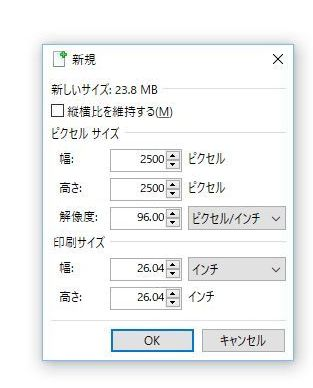 新規
新しいサイズ: 23.8 MB
縦横比を維持する(M)
ピクセル サイズ
幅: 2500 ピクセル
高さ: 2500 ピクセル
解像度: 96.00 ピクセル/インチ
印刷サイズ
幅: 26.04 インチ
高さ: 26.04 インチ
OK キャンセル